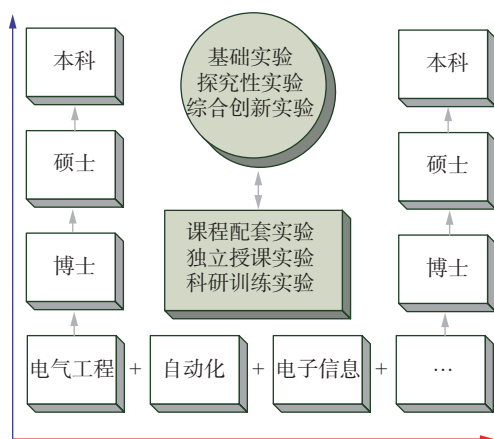 本科
基础实验
探究性实验
综合创新实验
本科
硕士
硕士
博士
课程配套实验
独立授课实验
科研训练实验
博士
电气工程 + 自动化 + 电子信息 + …